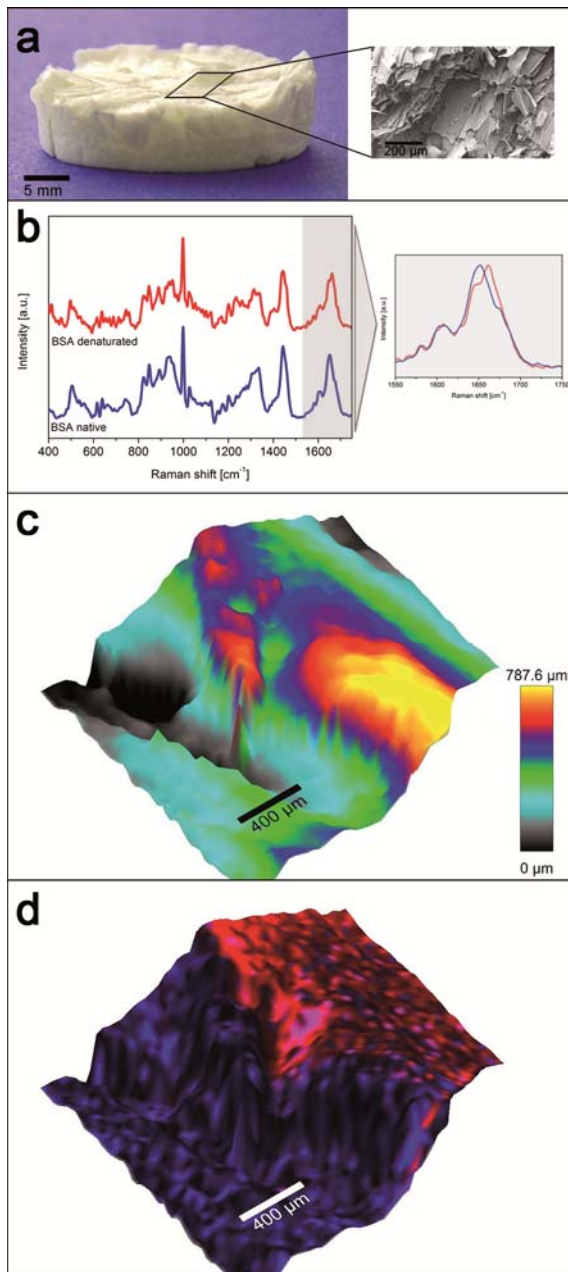 a
5 mm
200 µm
b
Intensity [a.u.]
BSA denaturated
BSA native
400 600 800 1000 1200 1400 1600
Raman shift [cm-1]
Intensity [a.u.]
1550 1600 1650 1700 1750
Raman shift [cm-1]
c
787.6 µm
0 µm
400 µm
d
400 µm